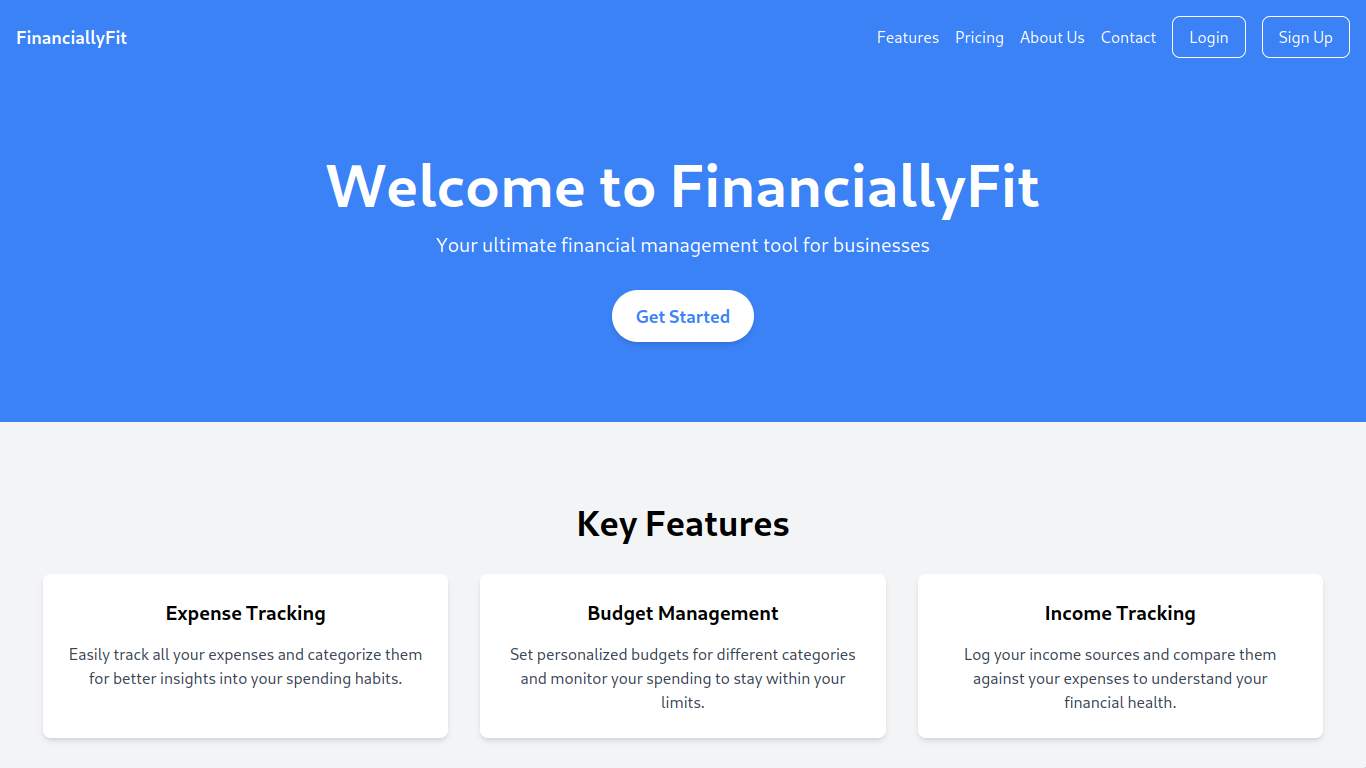 FinanciallyFit
Features
Pricing
About Us
Contact
Login
Sign Up
Welcome to FinanciallyFit
Your ultimate financial management tool for businesses
Get Started
Key Features
Expense Tracking
Easily track all your expenses and categorize them
for better insights into your spending habits.
Budget Management
Set personalized budgets for different categories
and monitor your spending to stay within your
limits.
Income Tracking
Log your income sources and compare them
against your expenses to understand your
financial health.